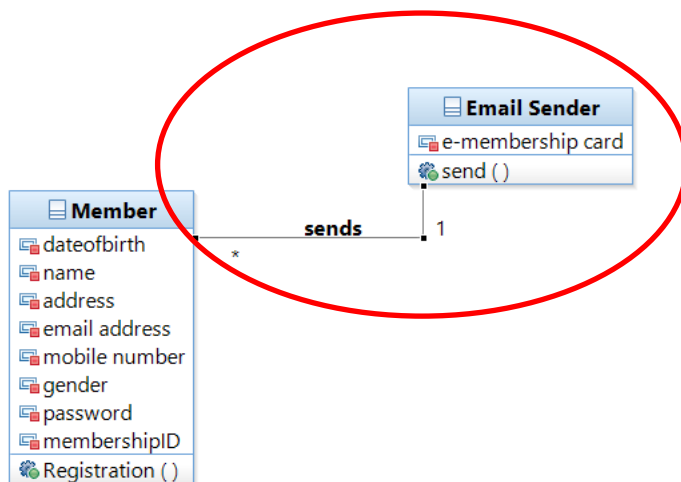 Email Sender
e-membership card
send ( )
sends
1
*
Member
dateofbirth
name
address
email address
mobile number
gender
password
membershipID
Registration ( )